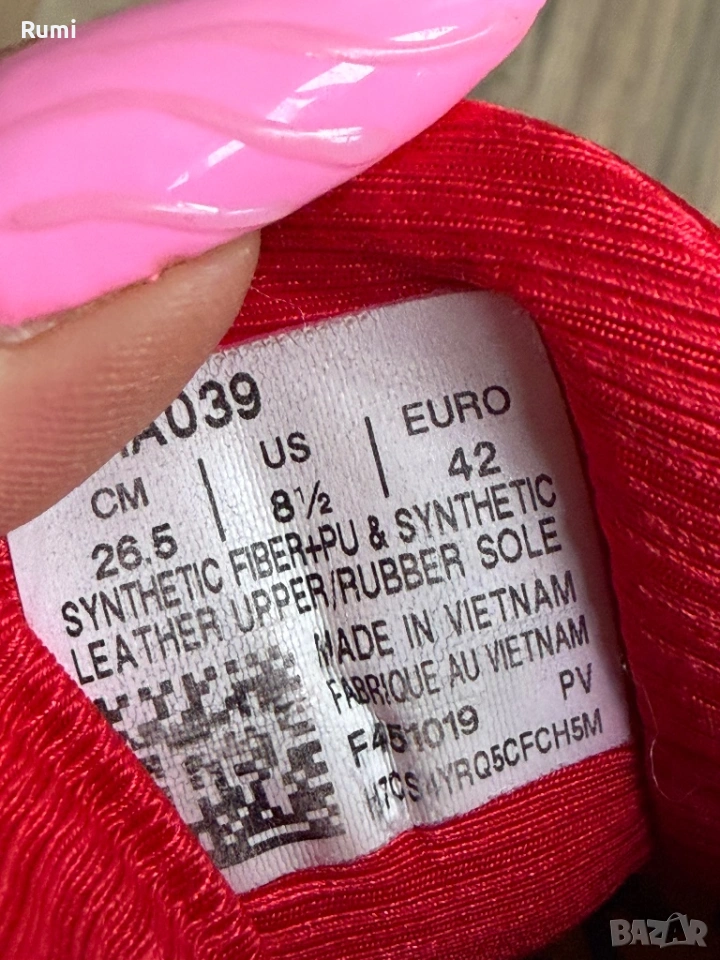 Rumi
A039
CM | US | EURO
26.5 | 8½ | 42
SYNTHETIC FIBER+PU & SYNTHETIC
LEATHER UPPER/RUBBER SOLE
MADE IN VIETNAM
FABRIQUE AU VIETNAM
F451019 PV
BAZAR